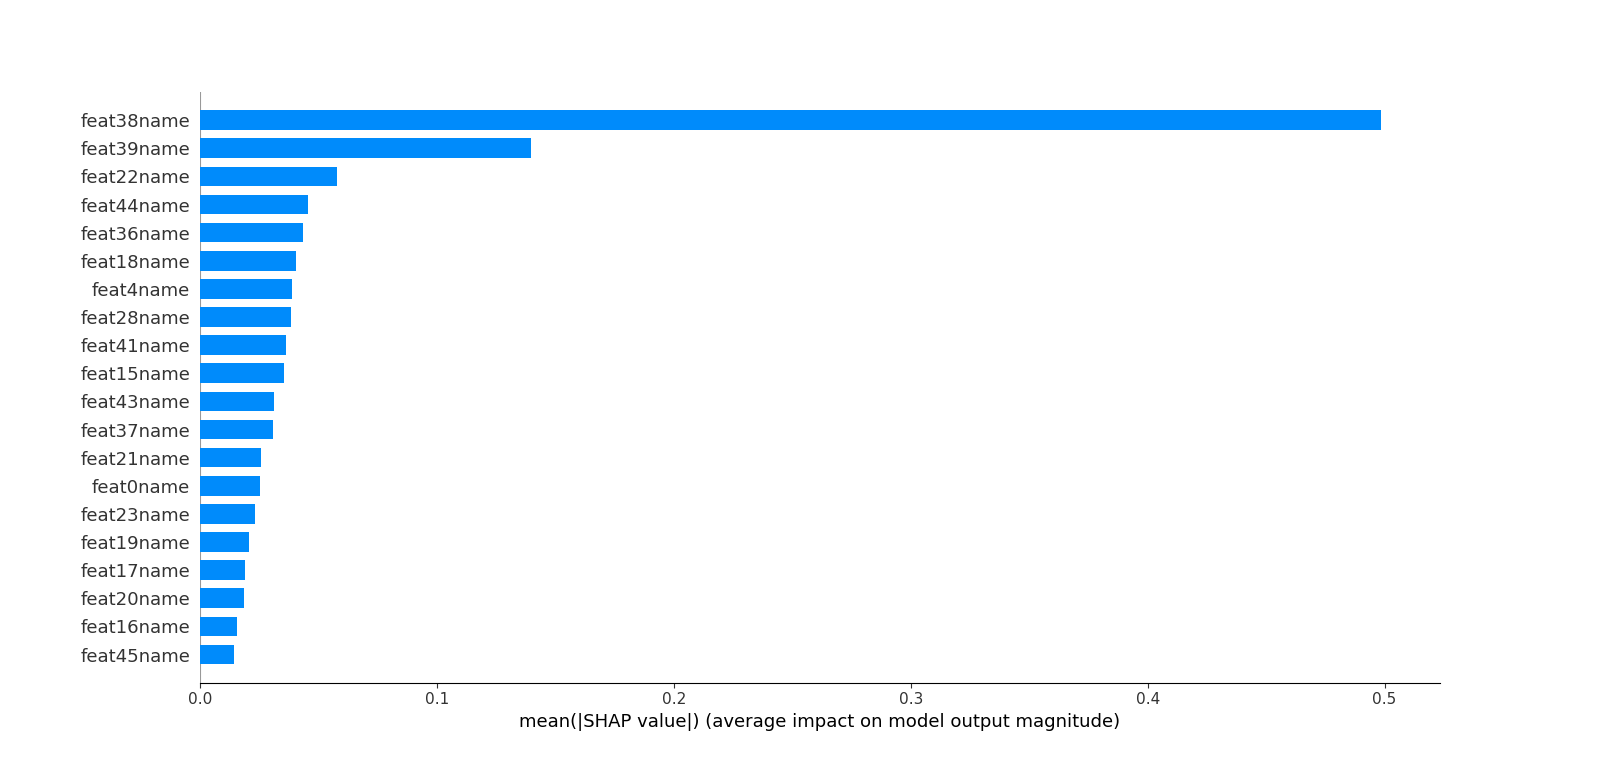 feat38name
feat39name
feat22name
feat44name
feat36name
feat18name
feat4name
feat28name
feat41name
feat15name
feat43name
feat37name
feat21name
feat0name
feat23name
feat19name
feat17name
feat20name
feat16name
feat45name
0.0 0.1 0.2 0.3 0.4 0.5
mean(|SHAP value|) (average impact on model output magnitude)